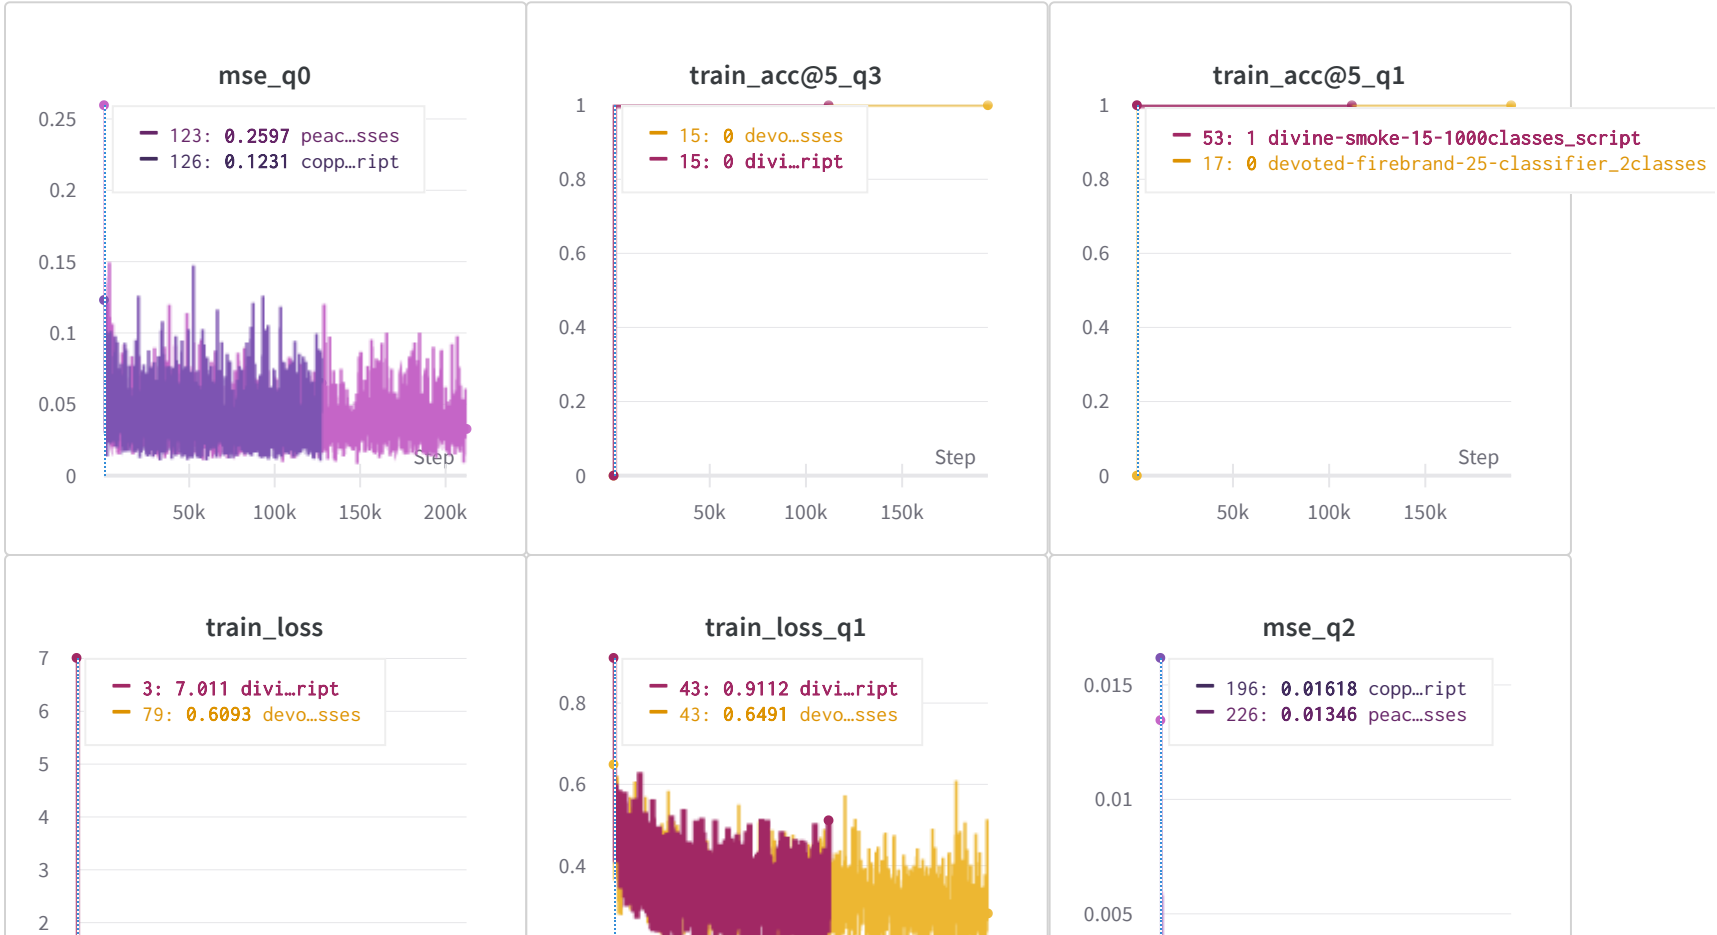 mse_q0
0.25
0.2
0.15
0.1
0.05
0
123: 0.2597 peac…sses
126: 0.1231 copp…ript
Step
50k 100k 150k 200k
train_acc@5_q3
1
0.8
0.6
0.4
0.2
0
15: 0 devo…sses
15: 0 divi…ript
Step
50k 100k 150k
train_acc@5_q1
1
0.8
0.6
0.4
0.2
0
53: 1 divine-smoke-15-1000classes_script
17: 0 devoted-firebrand-25-classifier_2classes
Step
50k 100k 150k
train_loss
7
6
5
4
3
2
3: 7.011 divi…ript
79: 0.6093 devo…sses
train_loss_q1
0.8
0.6
0.4
43: 0.9112 divi…ript
43: 0.6491 devo…sses
mse_q2
0.015
0.01
0.005
196: 0.01618 copp…ript
226: 0.01346 peac…sses